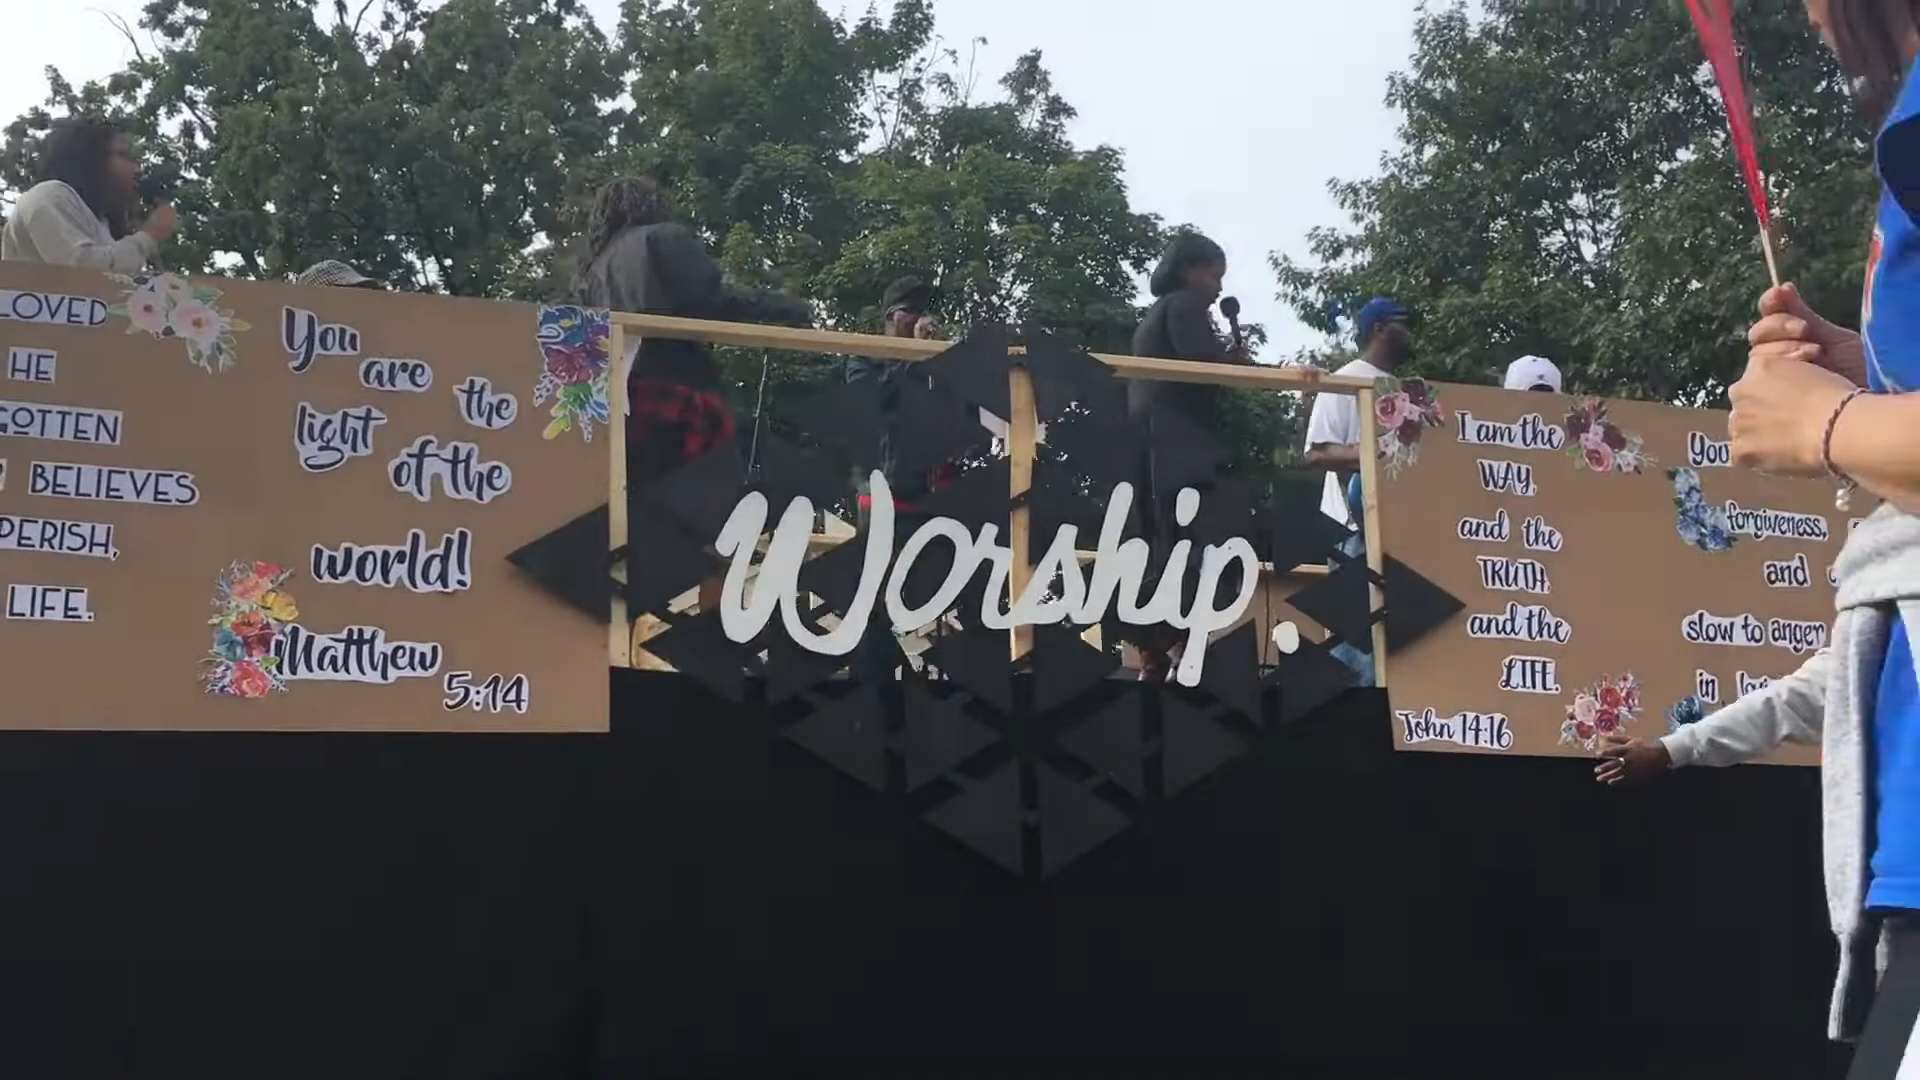 LOVED
HE
GOTTEN
BELIEVES
PERISH,
LIFE.
You
are the
light
of the
world!
Matthew
5:14
Worship.
I am the
WAY,
and the
TRUTH
and the
LIFE.
John 14:16
You
forgiveness,
and
slow to anger
in